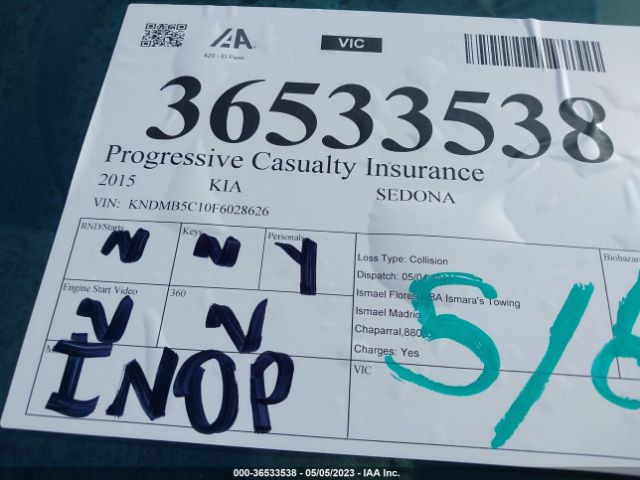 IAA
VIC
420 - El Paso
36533538
Progressive Casualty Insurance
2015 KIA SEDONA
VIN: KNDMB5C10F6028626
RND/Starts Keys Personals
N N Y
Loss Type: Collision
Dispatch: 05/04/
Ismael Flores DBA Ismara's Towing
Ismael Madrid
Chaparral,880
Charges: Yes
VIC
Biohazar
Engine Start Video 360
N N
INOP
5/
000-36533538 - 05/05/2023 - IAA Inc.